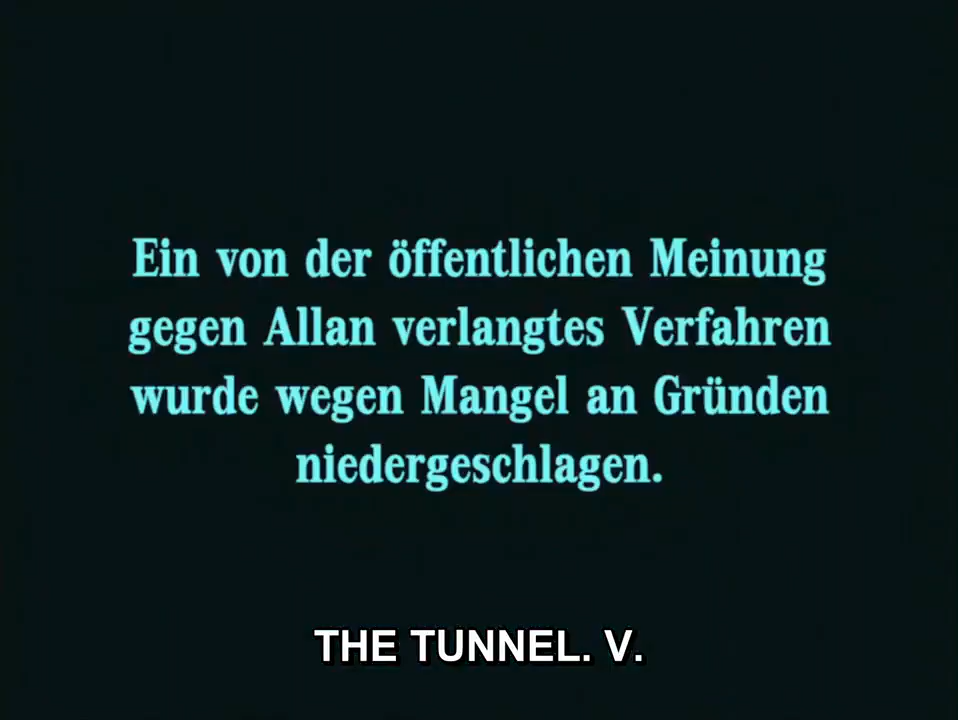 Ein von der öffentlichen Meinung
gegen Allan verlangtes Verfahren
wurde wegen Mangel an Gründen
niedergeschlagen.
THE TUNNEL. V.